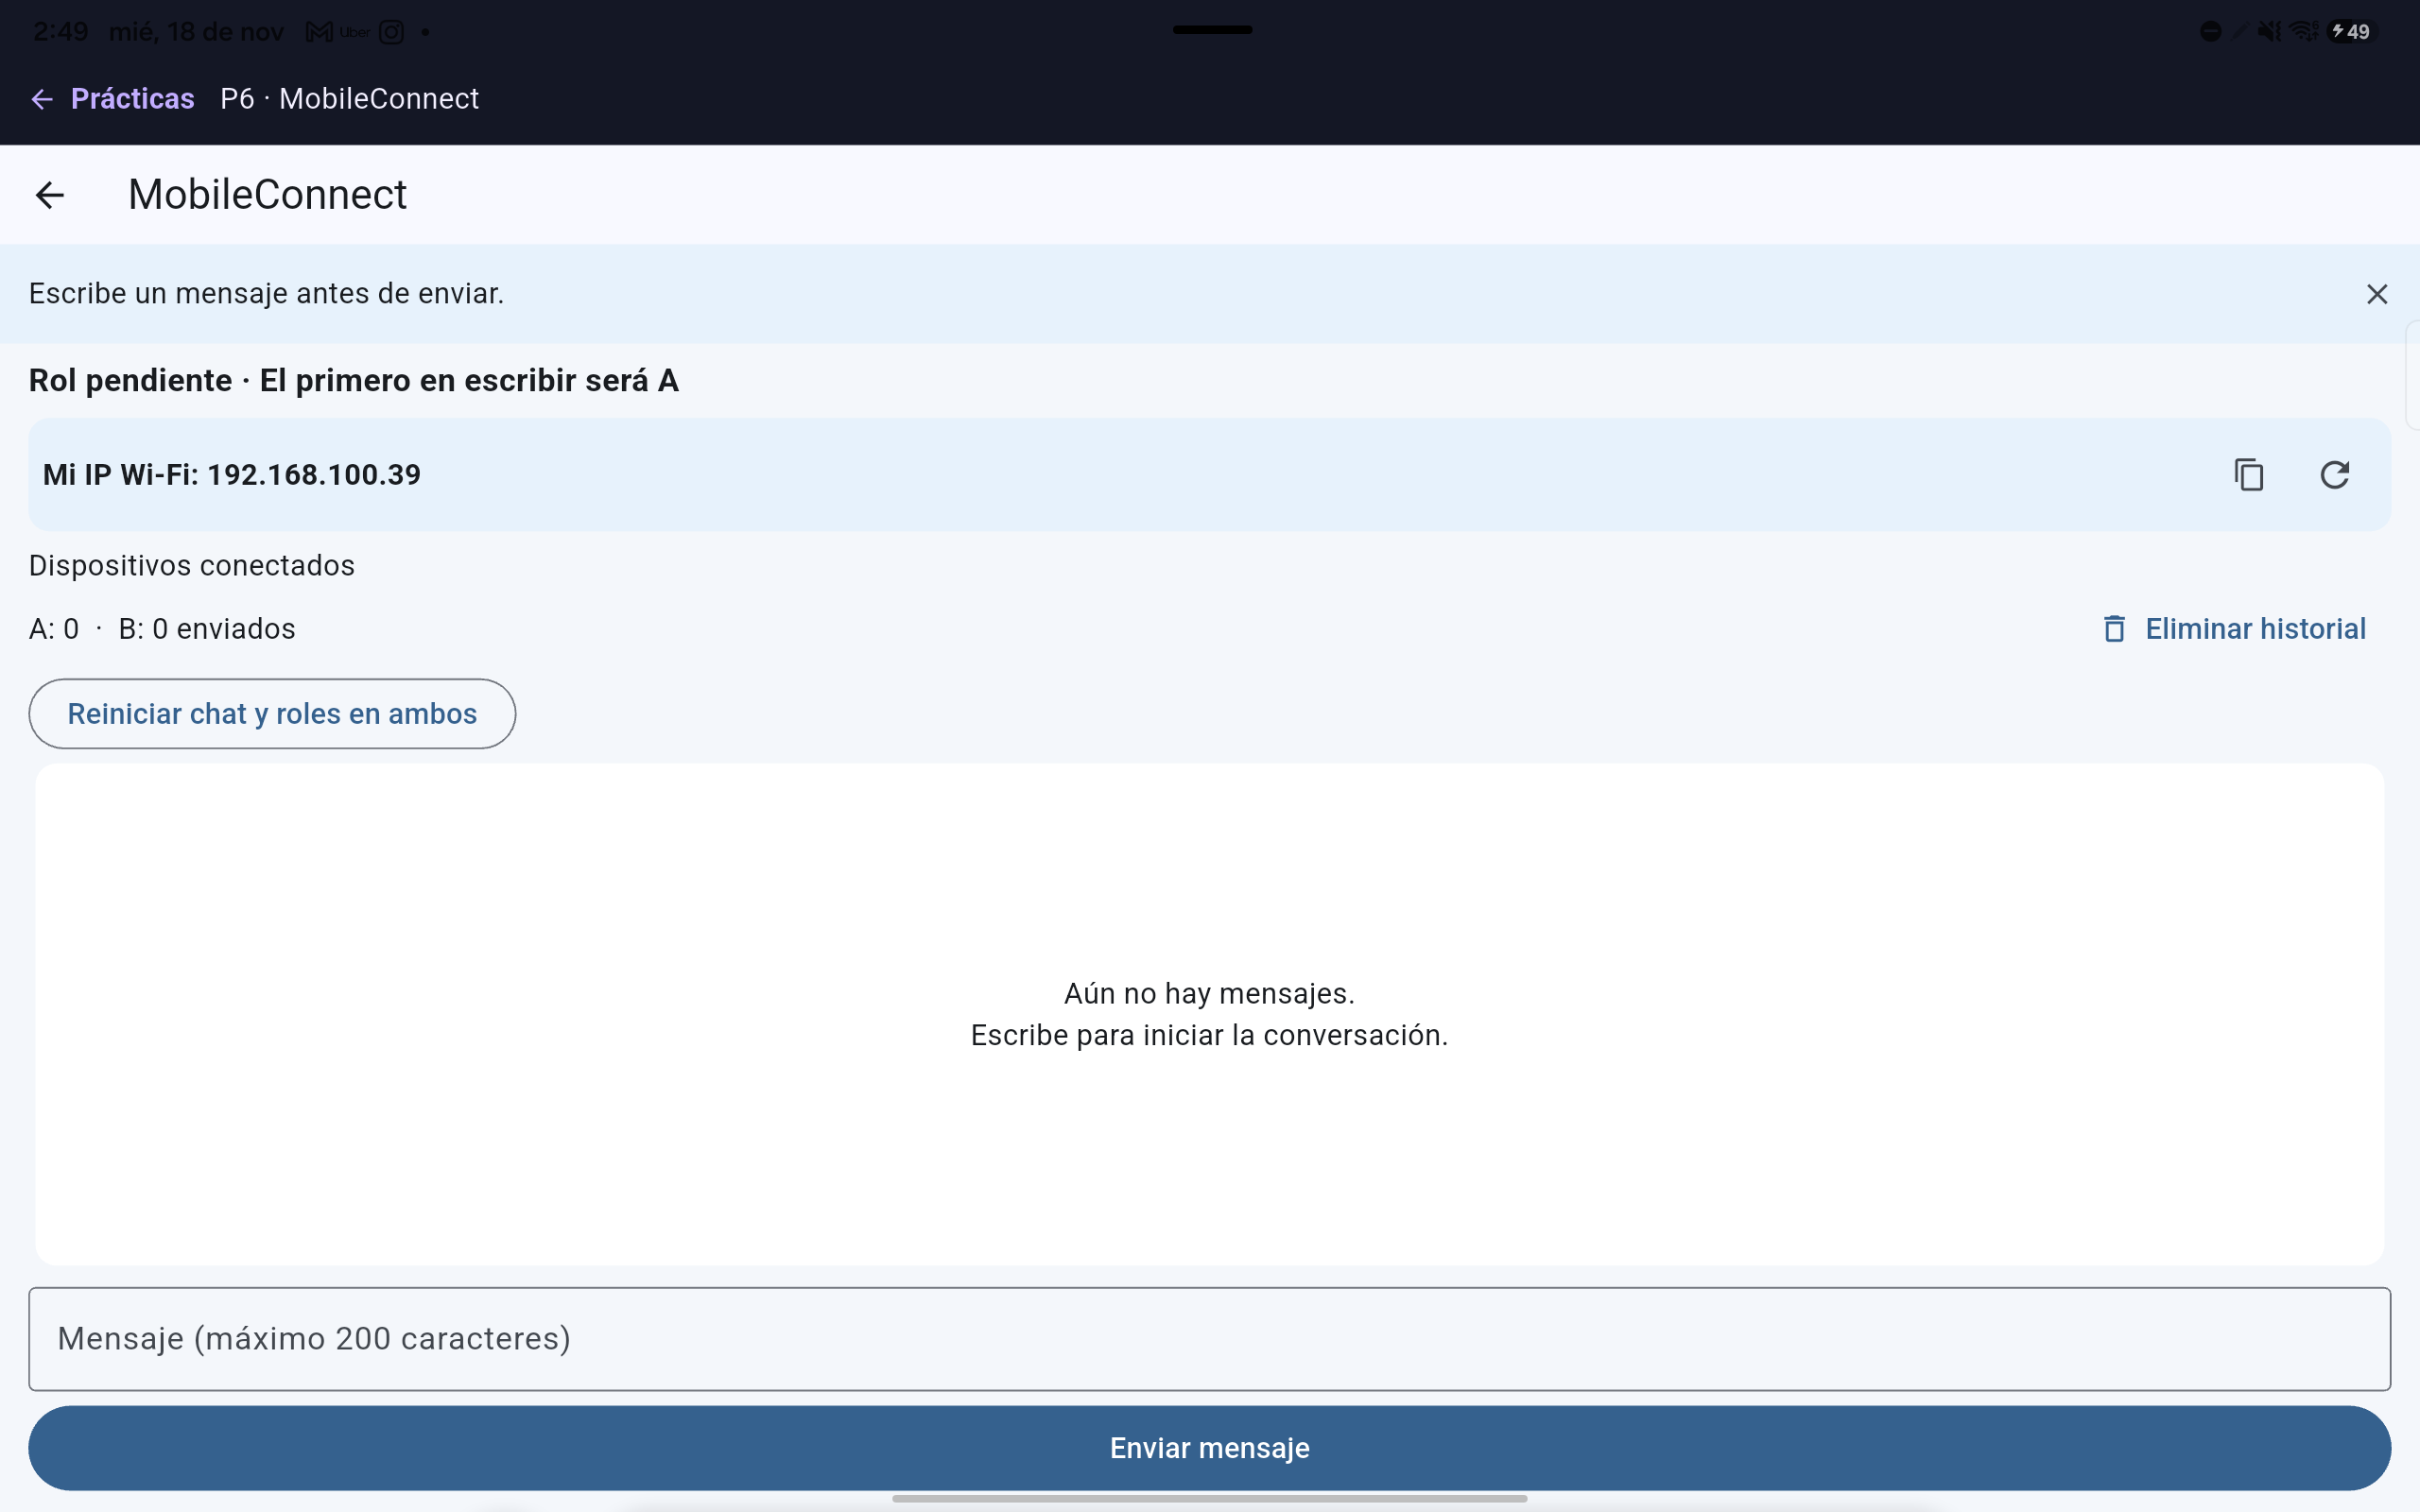 2:49 mié, 18 de nov Uber 49
Prácticas P6 · MobileConnect
MobileConnect
Escribe un mensaje antes de enviar.
Rol pendiente · El primero en escribir será A
Mi IP Wi-Fi: 192.168.100.39
Dispositivos conectados
A: 0 · B: 0 enviados Eliminar historial
Reiniciar chat y roles en ambos
Aún no hay mensajes.
Escribe para iniciar la conversación.
Mensaje (máximo 200 caracteres)
Enviar mensaje